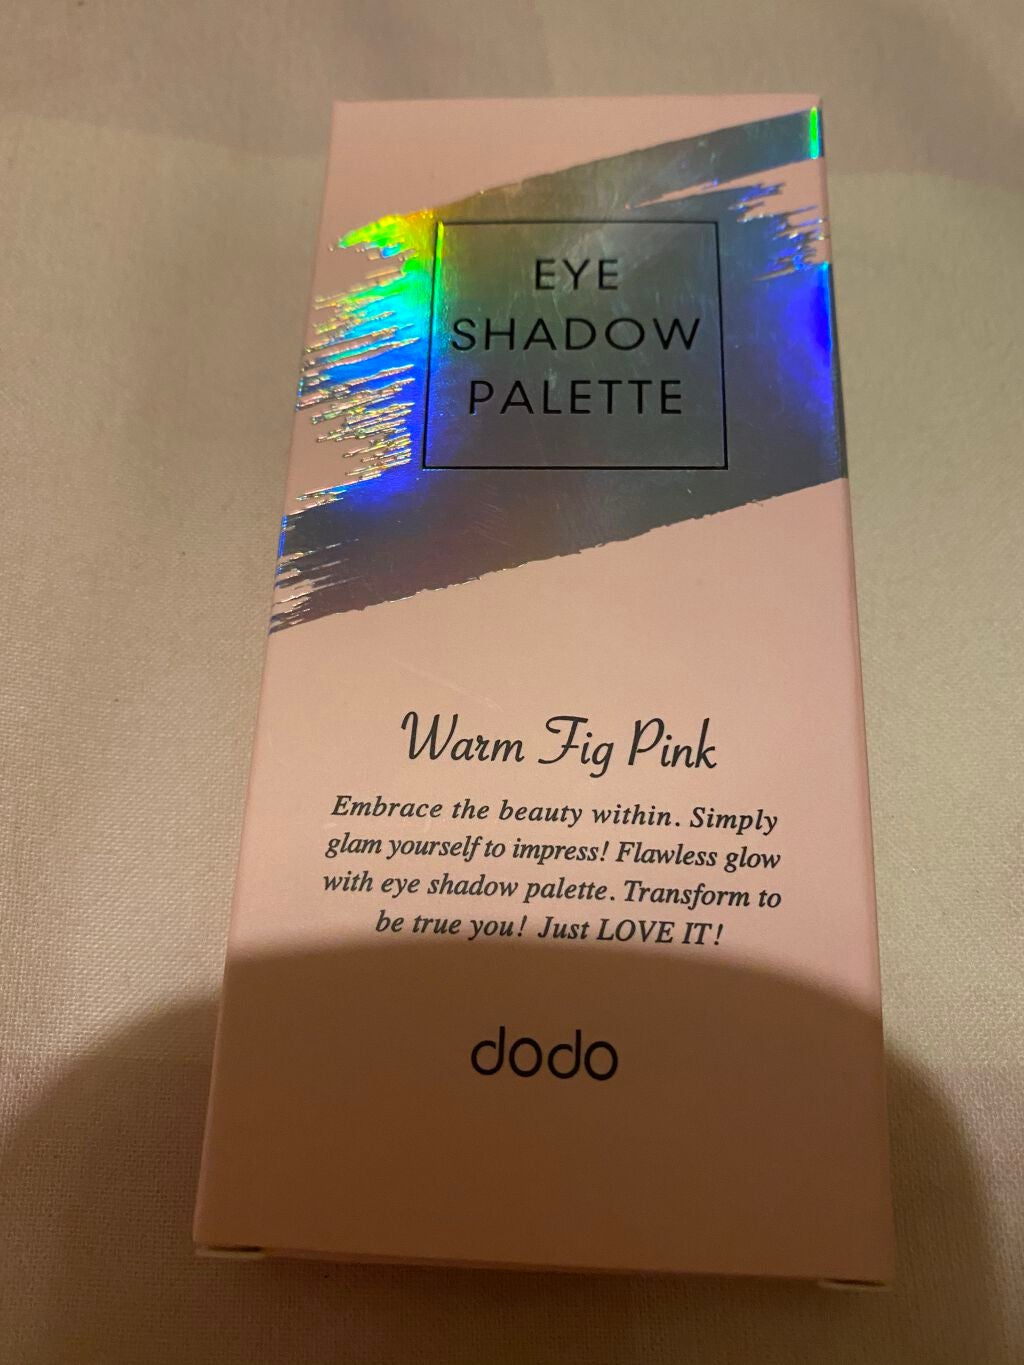 EYE
SHADOW
PALETTE
Warm Fig Pink
Embrace the beauty within. Simply
glam yourself to impress! Flawless glow
with eye shadow palette. Transform to
be true you! Just LOVE IT!
dodo